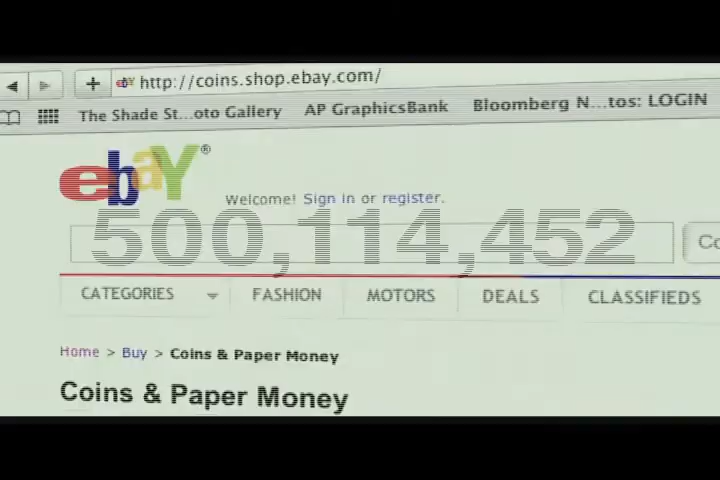 http://coins.shop.ebay.com/
The Shade St...oto Gallery AP GraphicsBank Bloomberg N...tos: LOGIN
ebaY®
Welcome! Sign in or register.
500,114,452
Co
CATEGORIES FASHION MOTORS DEALS CLASSIFIEDS
Home > Buy > Coins & Paper Money
Coins & Paper Money